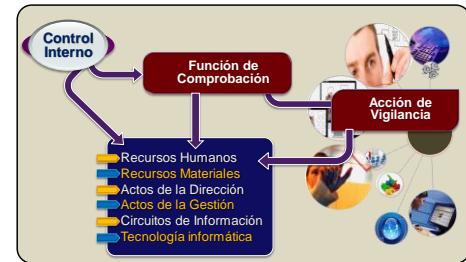 Control
Interno
Función de
Comprobación
Acción de
Vigilancia
Recursos Humanos
Recursos Materiales
Actos de la Dirección
Actos de la Gestión
Circuitos de Información
Tecnología informática